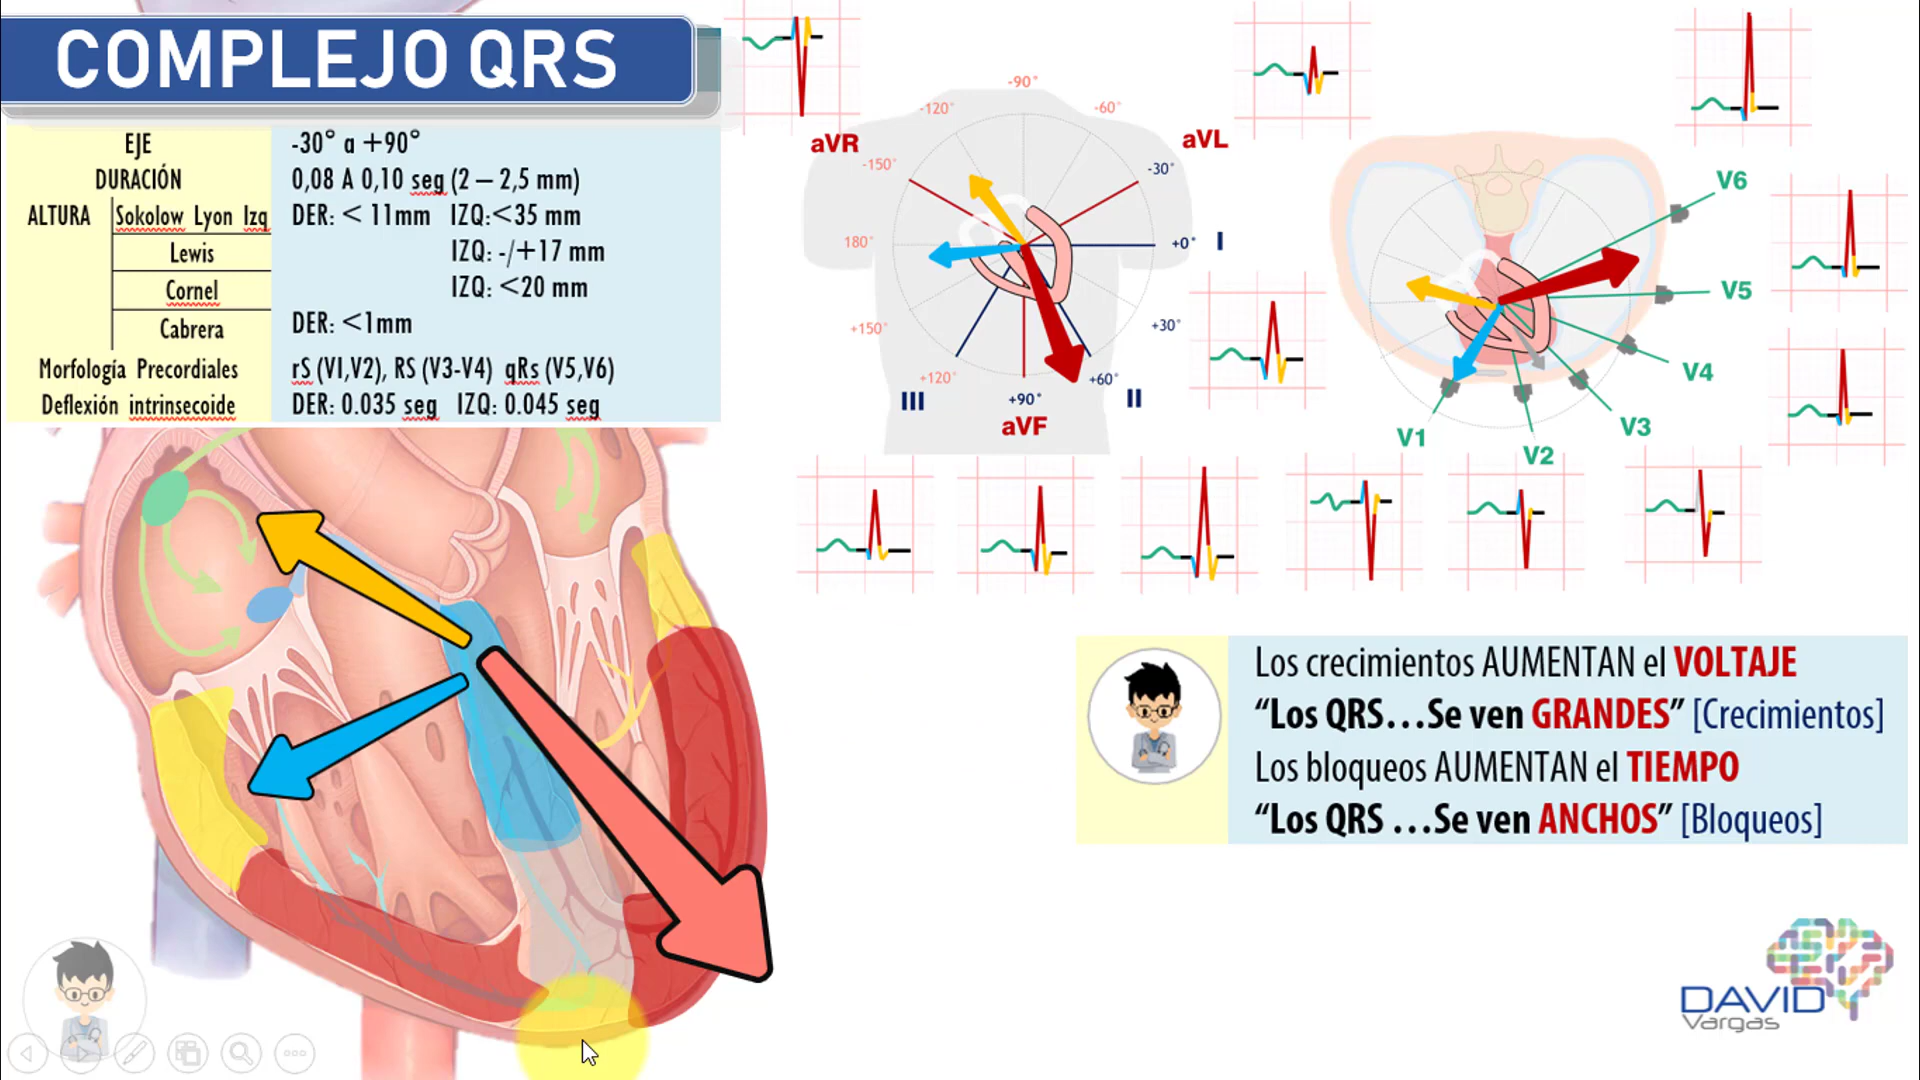 COMPLEJO QRS
EJE -30° a +90°
DURACIÓN 0,08 A 0,10 seg (2 – 2,5 mm)
ALTURA Sokolow Lyon Izq DER: < 11mm IZQ:<35 mm
Lewis IZQ: -/+17 mm
Cornel IZQ: <20 mm
Cabrera DER: <1mm
Morfología Precordiales rS (V1,V2), RS (V3-V4) qRs (V5,V6)
Deflexión intrinsecoide DER: 0.035 seg IZQ: 0.045 seg
-90°
-120° -60°
aVR aVL
-150° -30°
180° +0° I
+150° +30°
+120° +60°
III +90° II
aVF
V6
V5
V4
V3
V1
V2
Los crecimientos AUMENTAN el VOLTAJE
“Los QRS…Se ven GRANDES” [Crecimientos]
Los bloqueos AUMENTAN el TIEMPO
“Los QRS …Se ven ANCHOS” [Bloqueos]
DAVID
Vargas